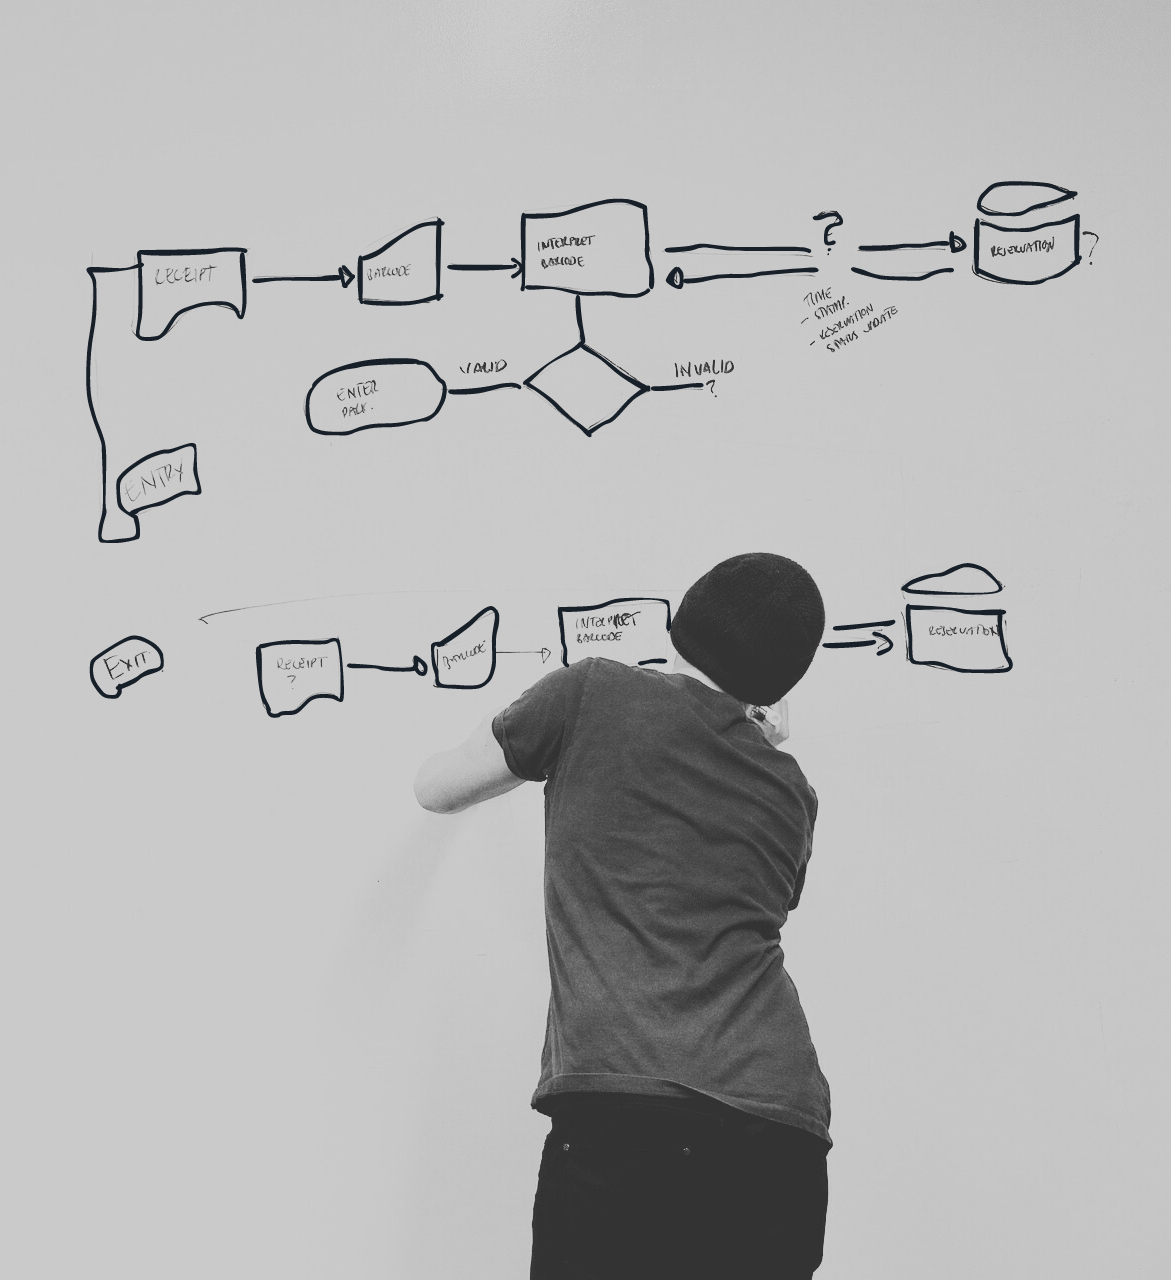 RECEIPT
BARCODE
INTERPRET
BARCODE
?
RESERVATION
?
TIME
- STAMP.
- RESERVATION
STATUS UPDATE
VALID
INVALID
?
ENTER
PARK.
ENTRY
EXIT
RECEIPT
?
BARCODE
INTERPRET
BARCODE
RESERVATION